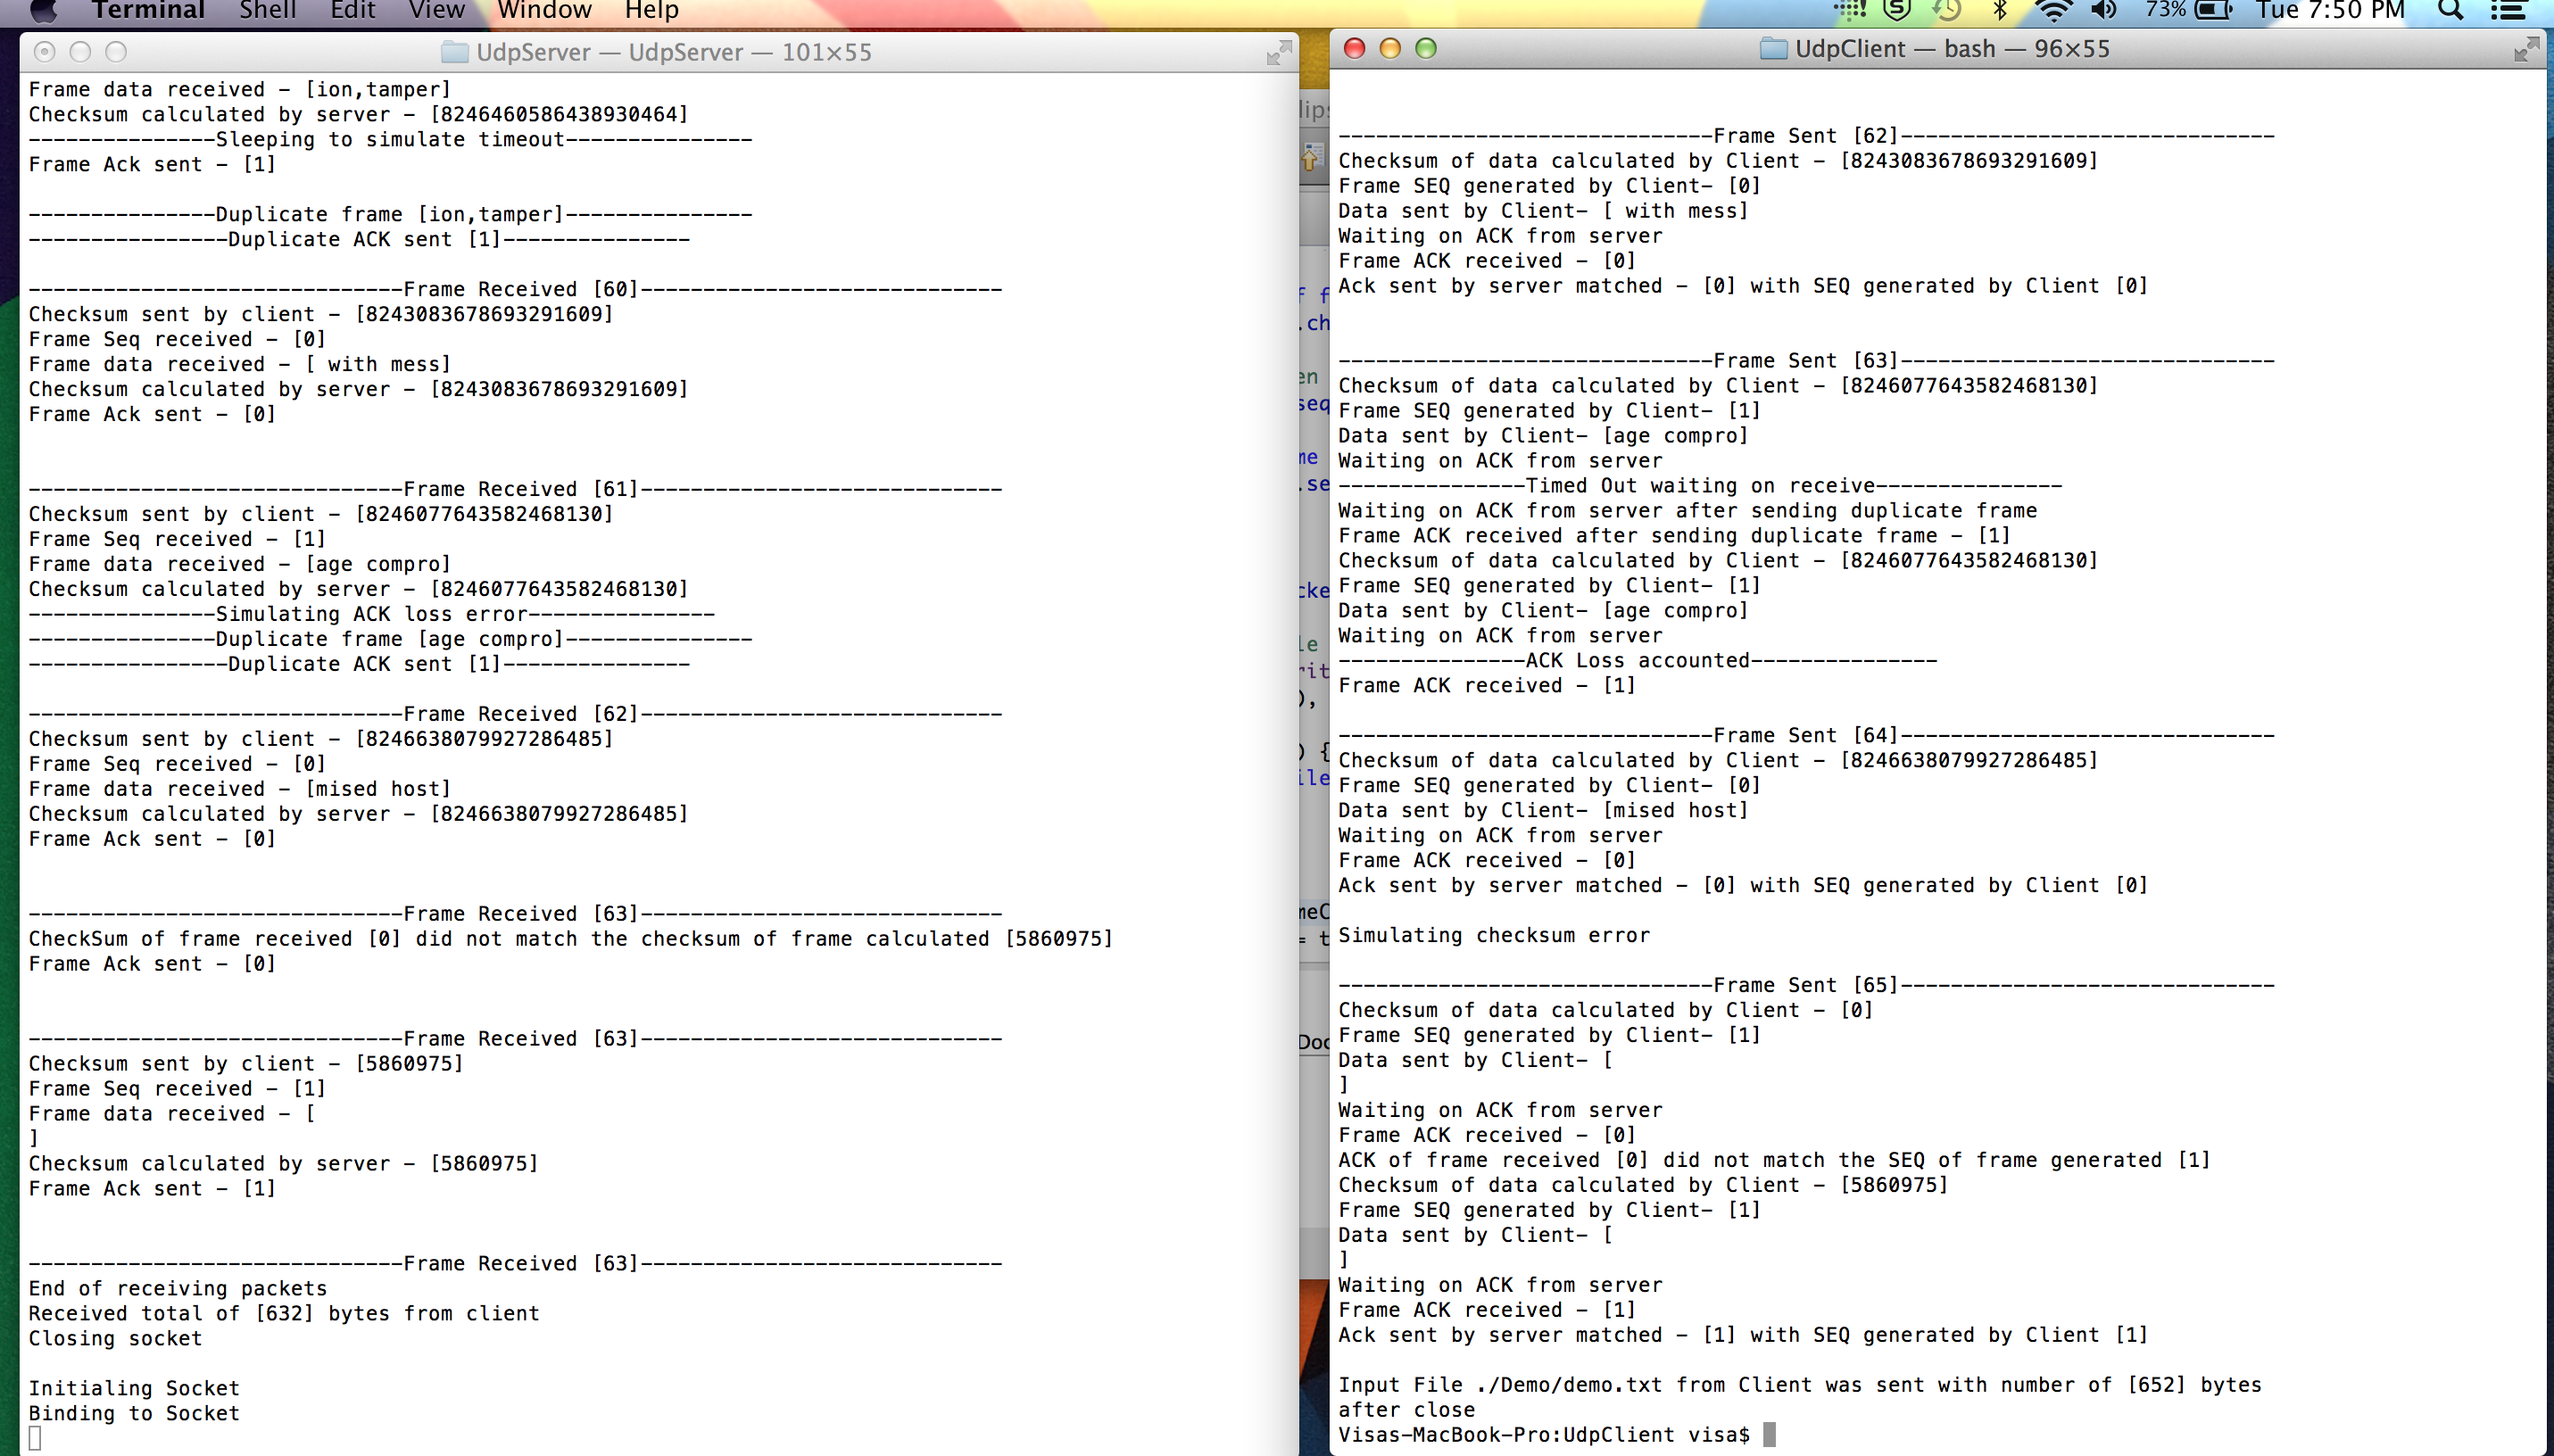 Terminal Shell Edit View Window Help 73% Tue 7:50 PM
UdpServer — UdpServer — 101×55
Frame data received - [ion,tamper]
Checksum calculated by server - [8246460586438930464]
---------------Sleeping to simulate timeout---------------
Frame Ack sent - [1]
---------------Duplicate frame [ion,tamper]---------------
----------------Duplicate ACK sent [1]---------------
------------------------------Frame Received [60]-----------------------------
Checksum sent by client - [8243083678693291609]
Frame Seq received - [0]
Frame data received - [ with mess]
Checksum calculated by server - [8243083678693291609]
Frame Ack sent - [0]
------------------------------Frame Received [61]-----------------------------
Checksum sent by client - [8246077643582468130]
Frame Seq received - [1]
Frame data received - [age compro]
Checksum calculated by server - [8246077643582468130]
---------------Simulating ACK loss error---------------
---------------Duplicate frame [age compro]---------------
----------------Duplicate ACK sent [1]---------------
------------------------------Frame Received [62]-----------------------------
Checksum sent by client - [8246638079927286485]
Frame Seq received - [0]
Frame data received - [mised host]
Checksum calculated by server - [8246638079927286485]
Frame Ack sent - [0]
------------------------------Frame Received [63]-----------------------------
CheckSum of frame received [0] did not match the checksum of frame calculated [5860975]
Frame Ack sent - [0]
------------------------------Frame Received [63]-----------------------------
Checksum sent by client - [5860975]
Frame Seq received - [1]
Frame data received - [
]
Checksum calculated by server - [5860975]
Frame Ack sent - [1]
------------------------------Frame Received [63]-----------------------------
End of receiving packets
Received total of [632] bytes from client
Closing socket
Initialing Socket
Binding to Socket
UdpClient — bash — 96×55
------------------------------Frame Sent [62]------------------------------
Checksum of data calculated by Client - [8243083678693291609]
Frame SEQ generated by Client- [0]
Data sent by Client- [ with mess]
Waiting on ACK from server
Frame ACK received - [0]
Ack sent by server matched - [0] with SEQ generated by Client [0]
------------------------------Frame Sent [63]------------------------------
Checksum of data calculated by Client - [8246077643582468130]
Frame SEQ generated by Client- [1]
Data sent by Client- [age compro]
Waiting on ACK from server
---------------Timed Out waiting on receive---------------
Waiting on ACK from server after sending duplicate frame
Frame ACK received after sending duplicate frame - [1]
Checksum of data calculated by Client - [8246077643582468130]
Frame SEQ generated by Client- [1]
Data sent by Client- [age compro]
Waiting on ACK from server
---------------ACK Loss accounted---------------
Frame ACK received - [1]
------------------------------Frame Sent [64]------------------------------
Checksum of data calculated by Client - [8246638079927286485]
Frame SEQ generated by Client- [0]
Data sent by Client- [mised host]
Waiting on ACK from server
Frame ACK received - [0]
Ack sent by server matched - [0] with SEQ generated by Client [0]
Simulating checksum error
------------------------------Frame Sent [65]------------------------------
Checksum of data calculated by Client - [0]
Frame SEQ generated by Client- [1]
Data sent by Client- [
]
Waiting on ACK from server
Frame ACK received - [0]
ACK of frame received [0] did not match the SEQ of frame generated [1]
Checksum of data calculated by Client - [5860975]
Frame SEQ generated by Client- [1]
Data sent by Client- [
]
Waiting on ACK from server
Frame ACK received - [1]
Ack sent by server matched - [1] with SEQ generated by Client [1]
Input File ./Demo/demo.txt from Client was sent with number of [652] bytes
after close
Visas-MacBook-Pro:UdpClient visa$